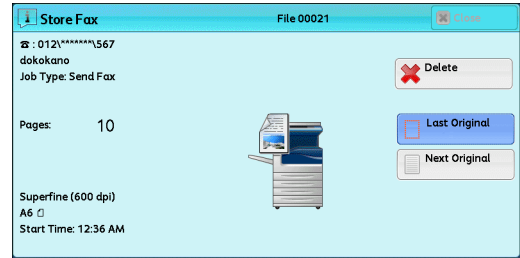 Store Fax
File 00021
Close
☎ : 012\*******\567
dokokano
Job Type: Send Fax
Delete
Pages: 10
Last Original
Next Original
Superfine (600 dpi)
A6
Start Time: 12:36 AM